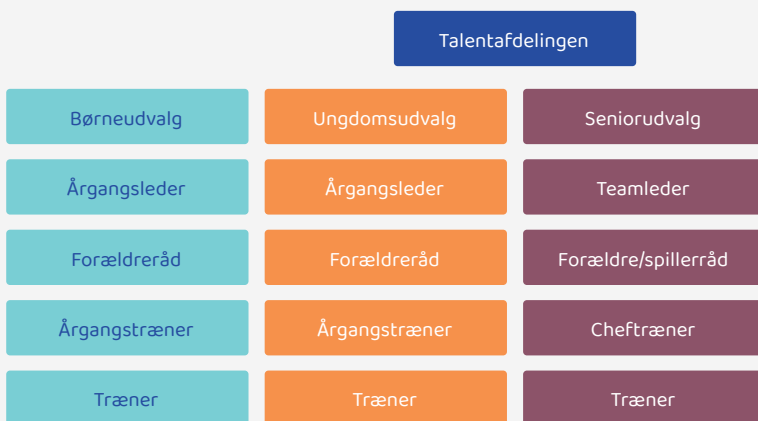 Talentafdelingen
Børneudvalg
Ungdomsudvalg
Seniorudvalg
Årgangsleder
Årgangsleder
Teamleder
Forældreråd
Forældreråd
Forældre/spillerråd
Årgangstræner
Årgangstræner
Cheftræner
Træner
Træner
Træner